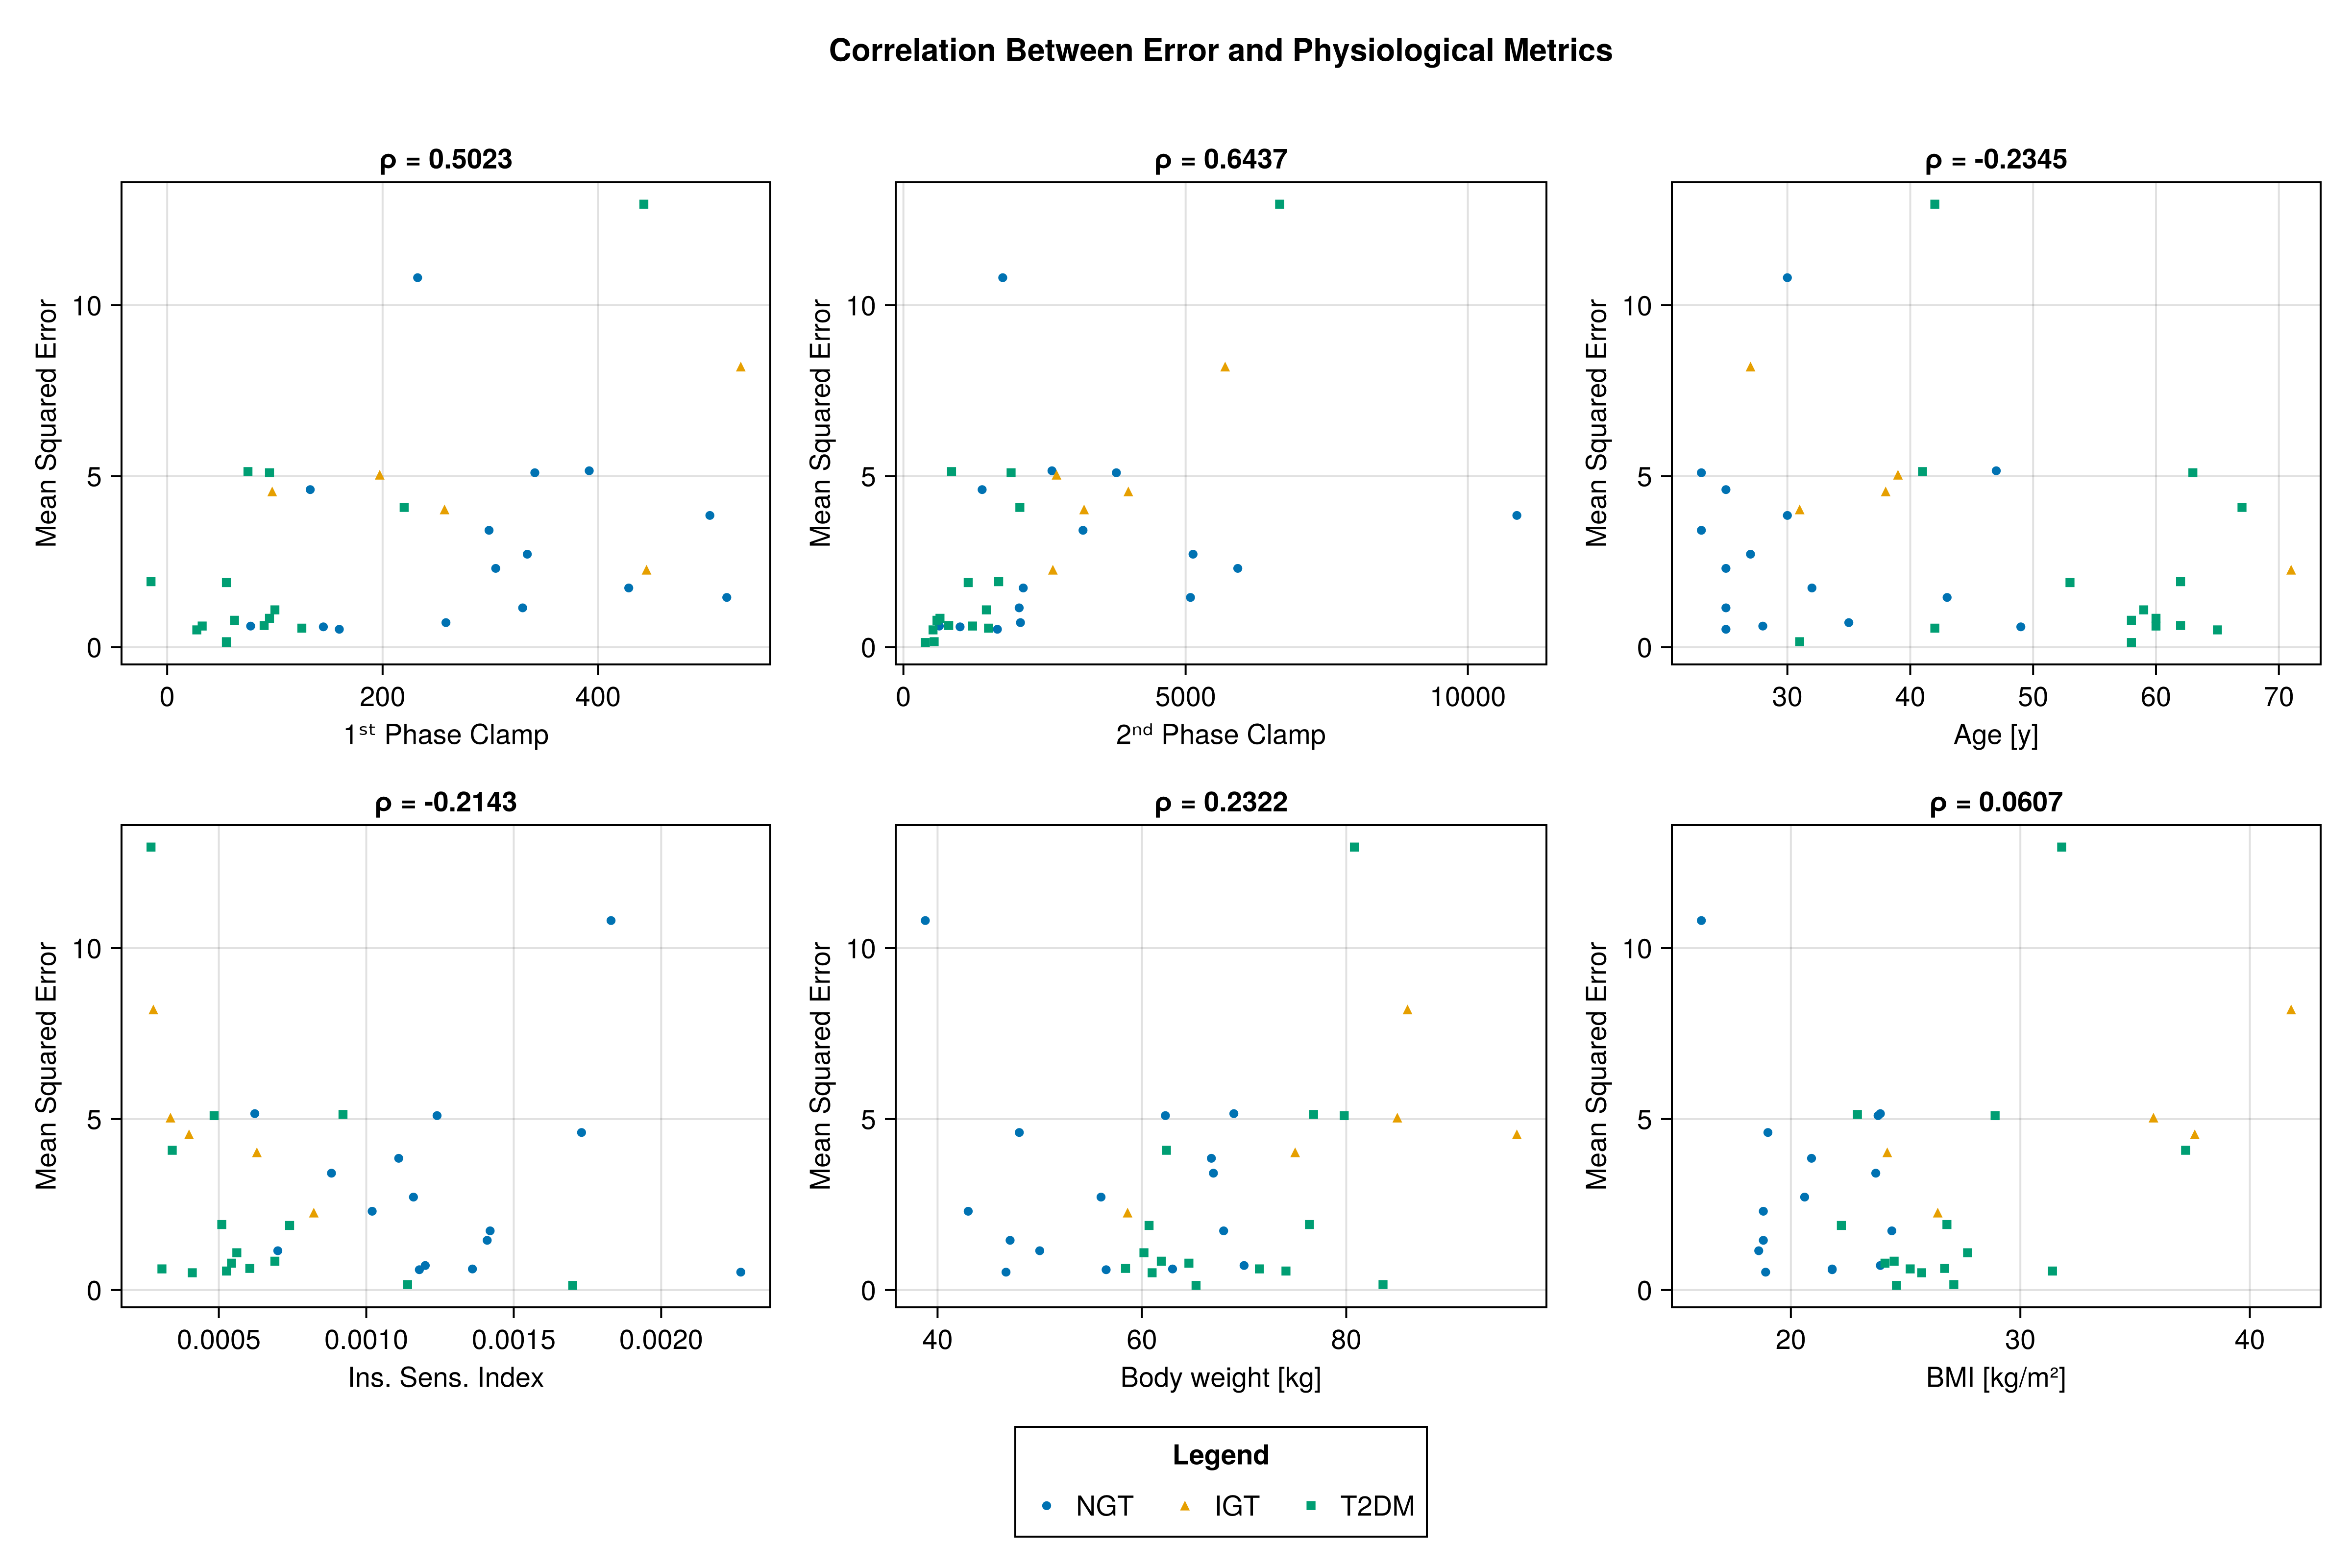 Correlation Between Error and Physiological Metrics
ρ = 0.5023
Mean Squared Error
10
5
0
0 200 400
1ˢᵗ Phase Clamp
ρ = 0.6437
Mean Squared Error
10
5
0
0 5000 10000
2ⁿᵈ Phase Clamp
ρ = -0.2345
Mean Squared Error
10
5
0
30 40 50 60 70
Age [y]
ρ = -0.2143
Mean Squared Error
10
5
0
0.0005 0.0010 0.0015 0.0020
Ins. Sens. Index
ρ = 0.2322
Mean Squared Error
10
5
0
40 60 80
Body weight [kg]
ρ = 0.0607
Mean Squared Error
10
5
0
20 30 40
BMI [kg/m²]
Legend
NGT IGT T2DM